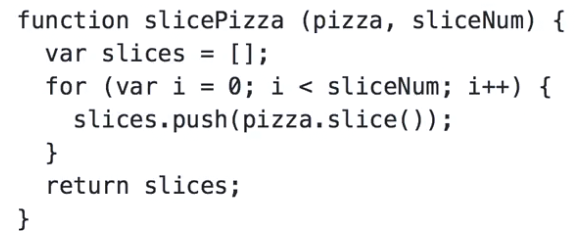 function slicePizza (pizza, sliceNum) {
  var slices = [];
  for (var i = 0; i < sliceNum; i++) {
    slices.push(pizza.slice());
  }
  return slices;
}